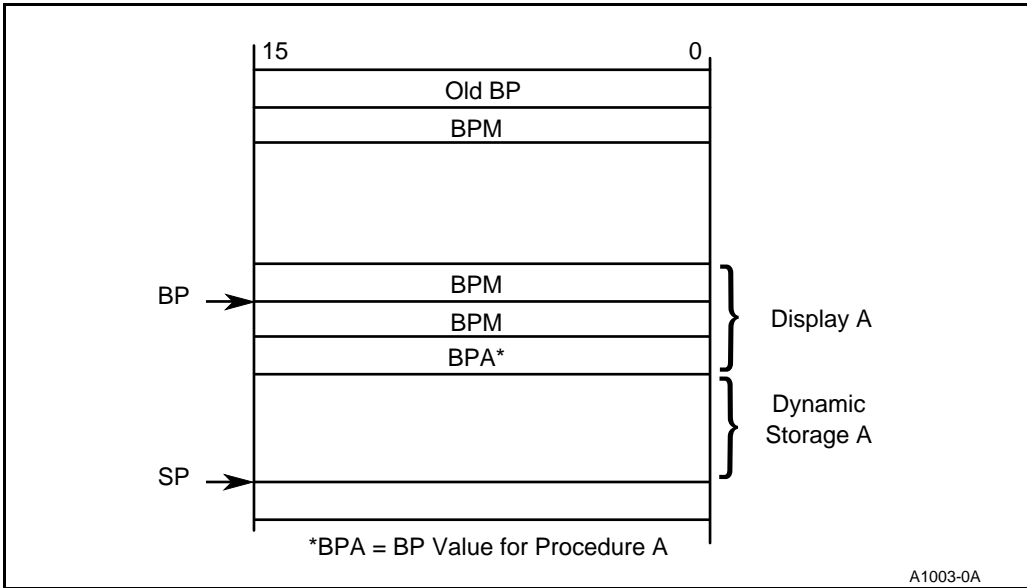 15 0
Old BP
BPM
BPM
BP
BPM
Display A
BPA*
Dynamic
Storage A
SP
*BPA = BP Value for Procedure A
A1003-0A